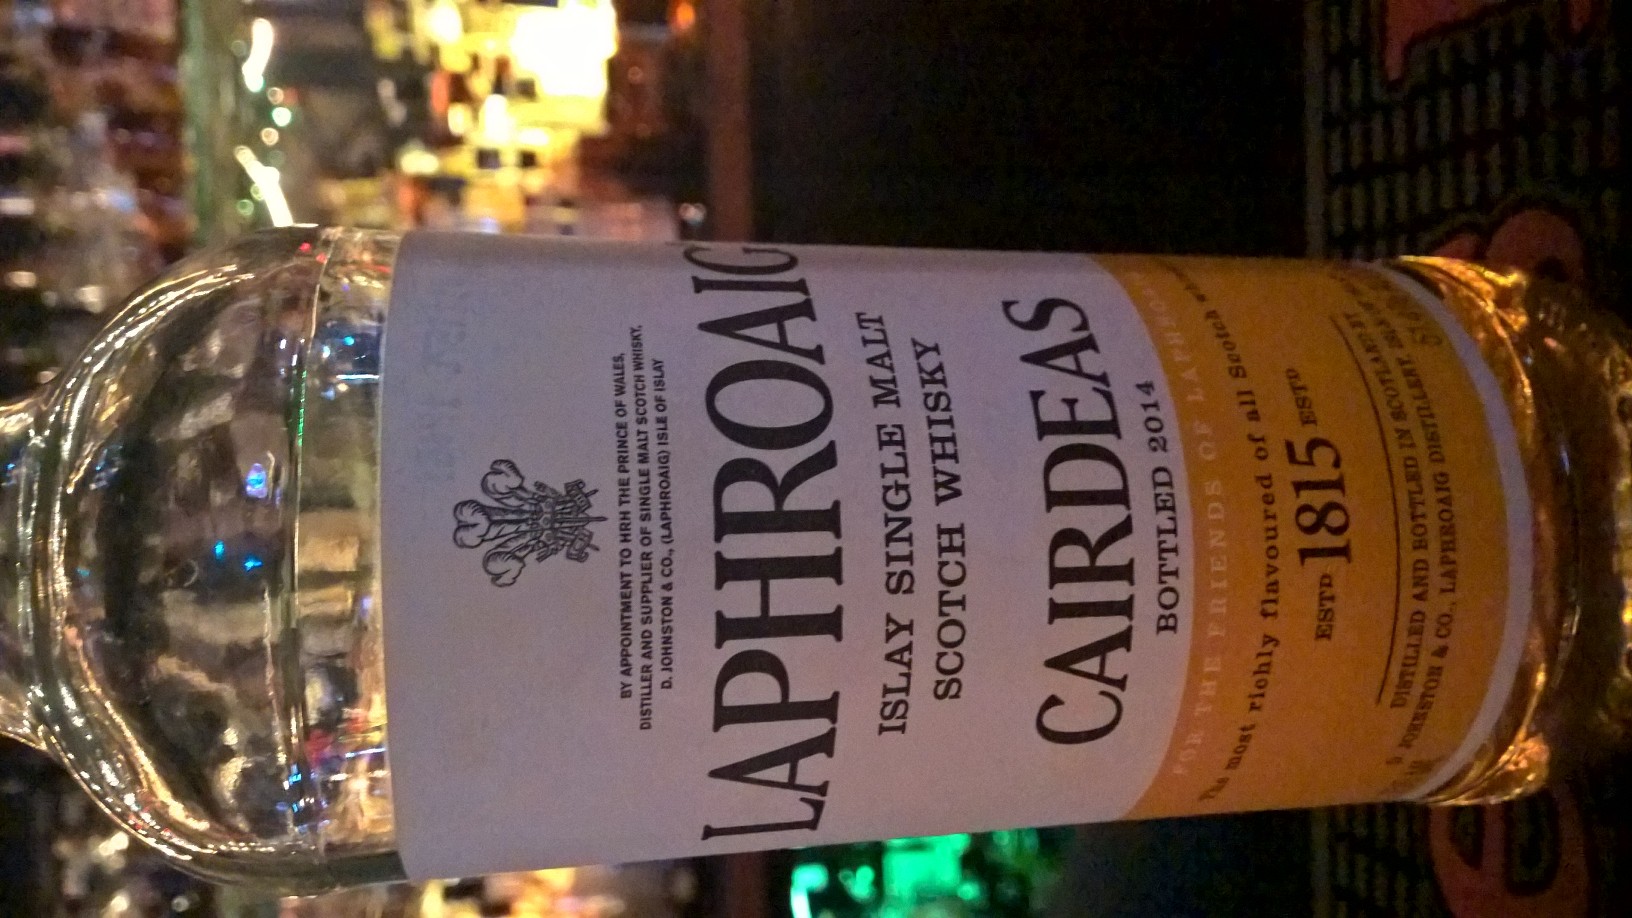 BY APPOINTMENT TO HRH THE PRINCE OF WALES,
DISTILLER AND SUPPLIER OF SINGLE MALT SCOTCH WHISKY,
D. JOHNSTON & CO., (LAPHROAIG) ISLE OF ISLAY
LAPHROAIG
ISLAY SINGLE MALT
SCOTCH WHISKY
CAIRDEAS
BOTTLED 2014
FOR THE FRIENDS OF LAPHROAIG
The most richly flavoured of all Scotch
ESTD 1815 ESTD
DISTILLED AND BOTTLED IN SCOTLAND BY
D. JOHNSTON & CO., LAPHROAIG DISTILLERY,